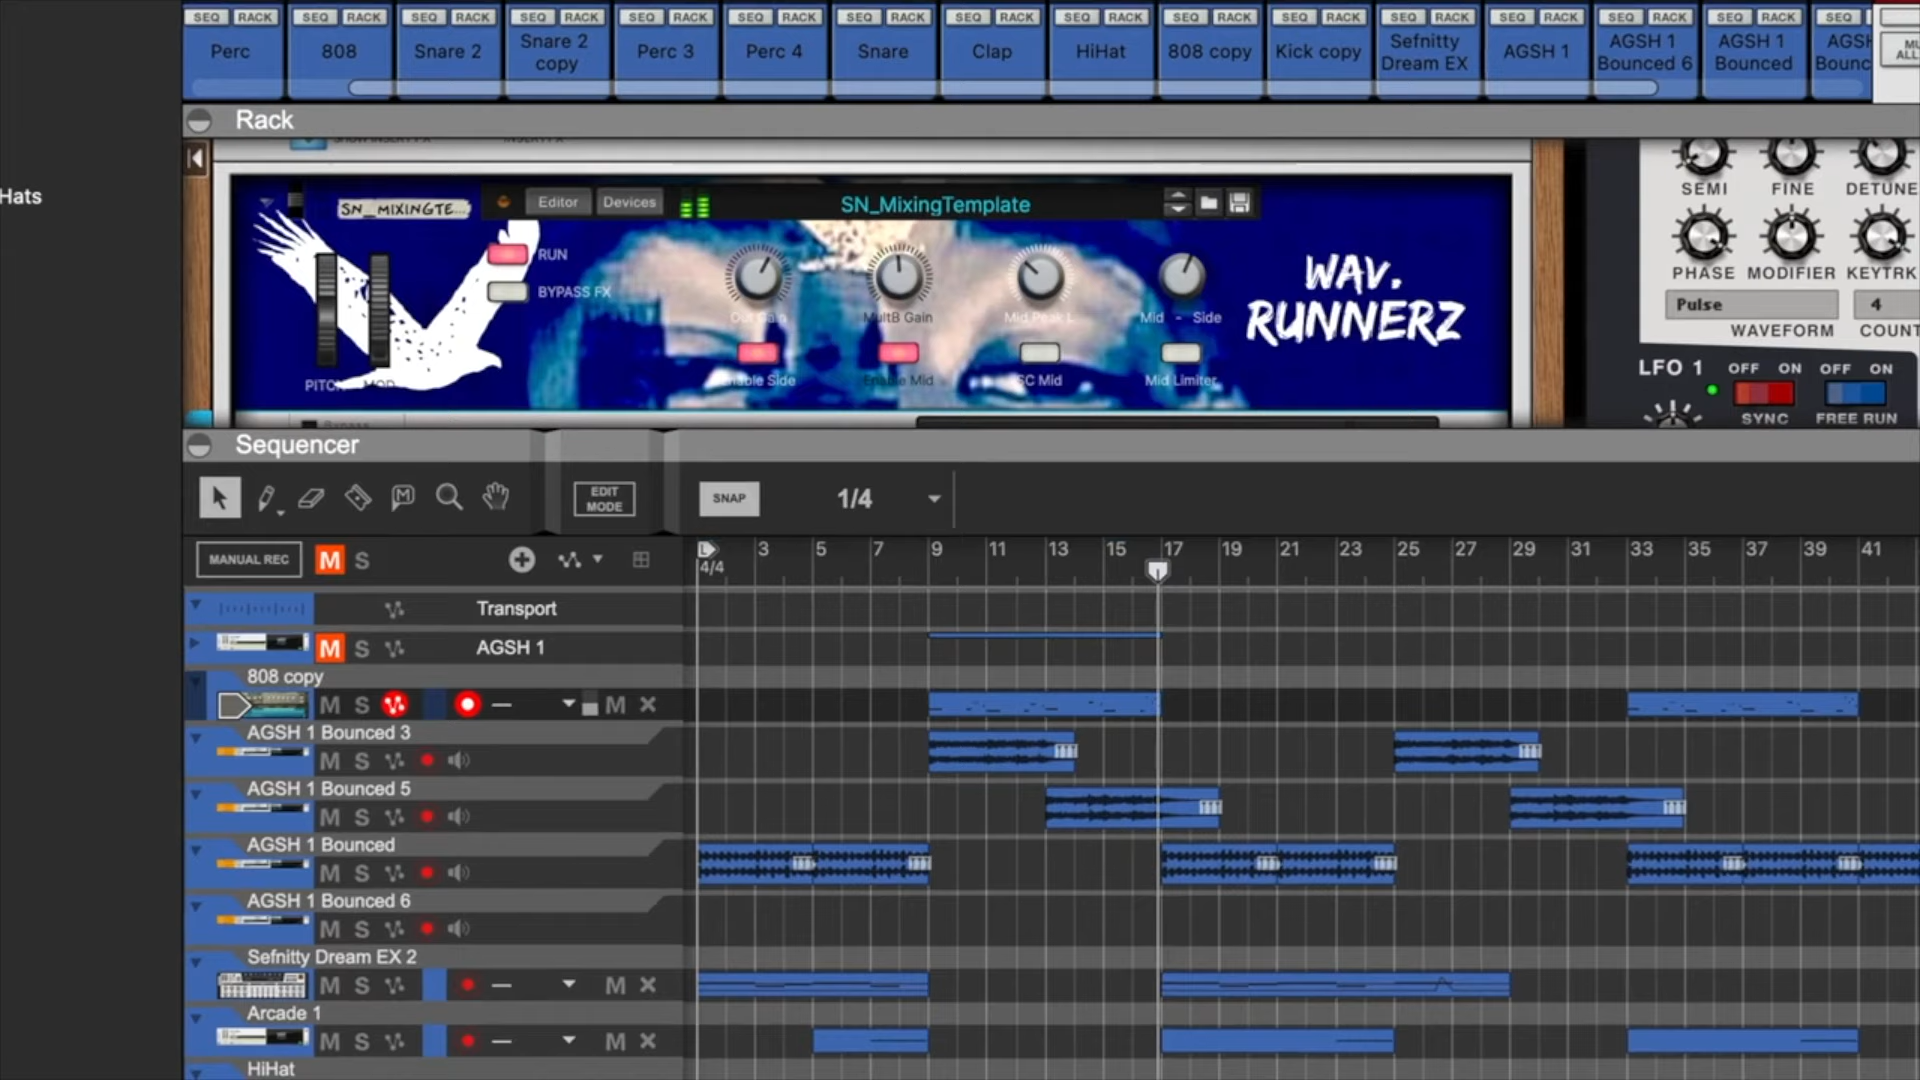 SEQ RACK SEQ RACK SEQ RACK SEQ RACK SEQ RACK SEQ RACK SEQ RACK SEQ RACK SEQ RACK SEQ RACK SEQ RACK SEQ RACK SEQ RACK SEQ RACK SEQ RACK SEQ
Perc
808
Snare 2
Snare 2
copy
Perc 3
Perc 4
Snare
Clap
HiHat
808 copy
Kick copy
Sefnitty
Dream EX
AGSH 1
AGSH 1
Bounced 6
AGSH 1
Bounced
AGSH
Bounc
MU
ALL
Rack
Hats
SN_MIXINGTE...
Editor
Devices
SN_MixingTemplate
RUN
BYPASS FX
Out Gain
MultB Gain
Mid Peak L
Mid - Side
PITCH
MOD
Enable Side
Enable Mid
SC Mid
Mid Limiter
WAV.
RUNNERZ
SEMI FINE DETUNE
PHASE MODIFIER KEYTRK
Pulse 4
WAVEFORM COUNT
LFO 1
OFF ON OFF ON
SYNC FREE RUN
Sequencer
EDIT
MODE
SNAP
1/4
MANUAL REC M S
L 3 5 7 9 11 13 15 17 19 21 23 25 27 29 31 33 35 37 39 41
4/4
Transport
M S AGSH 1
808 copy
M S M
AGSH 1 Bounced 3
M S
AGSH 1 Bounced 5
M S
AGSH 1 Bounced
M S
AGSH 1 Bounced 6
M S
Sefnitty Dream EX 2
M S M
Arcade 1
M S M
HiHat